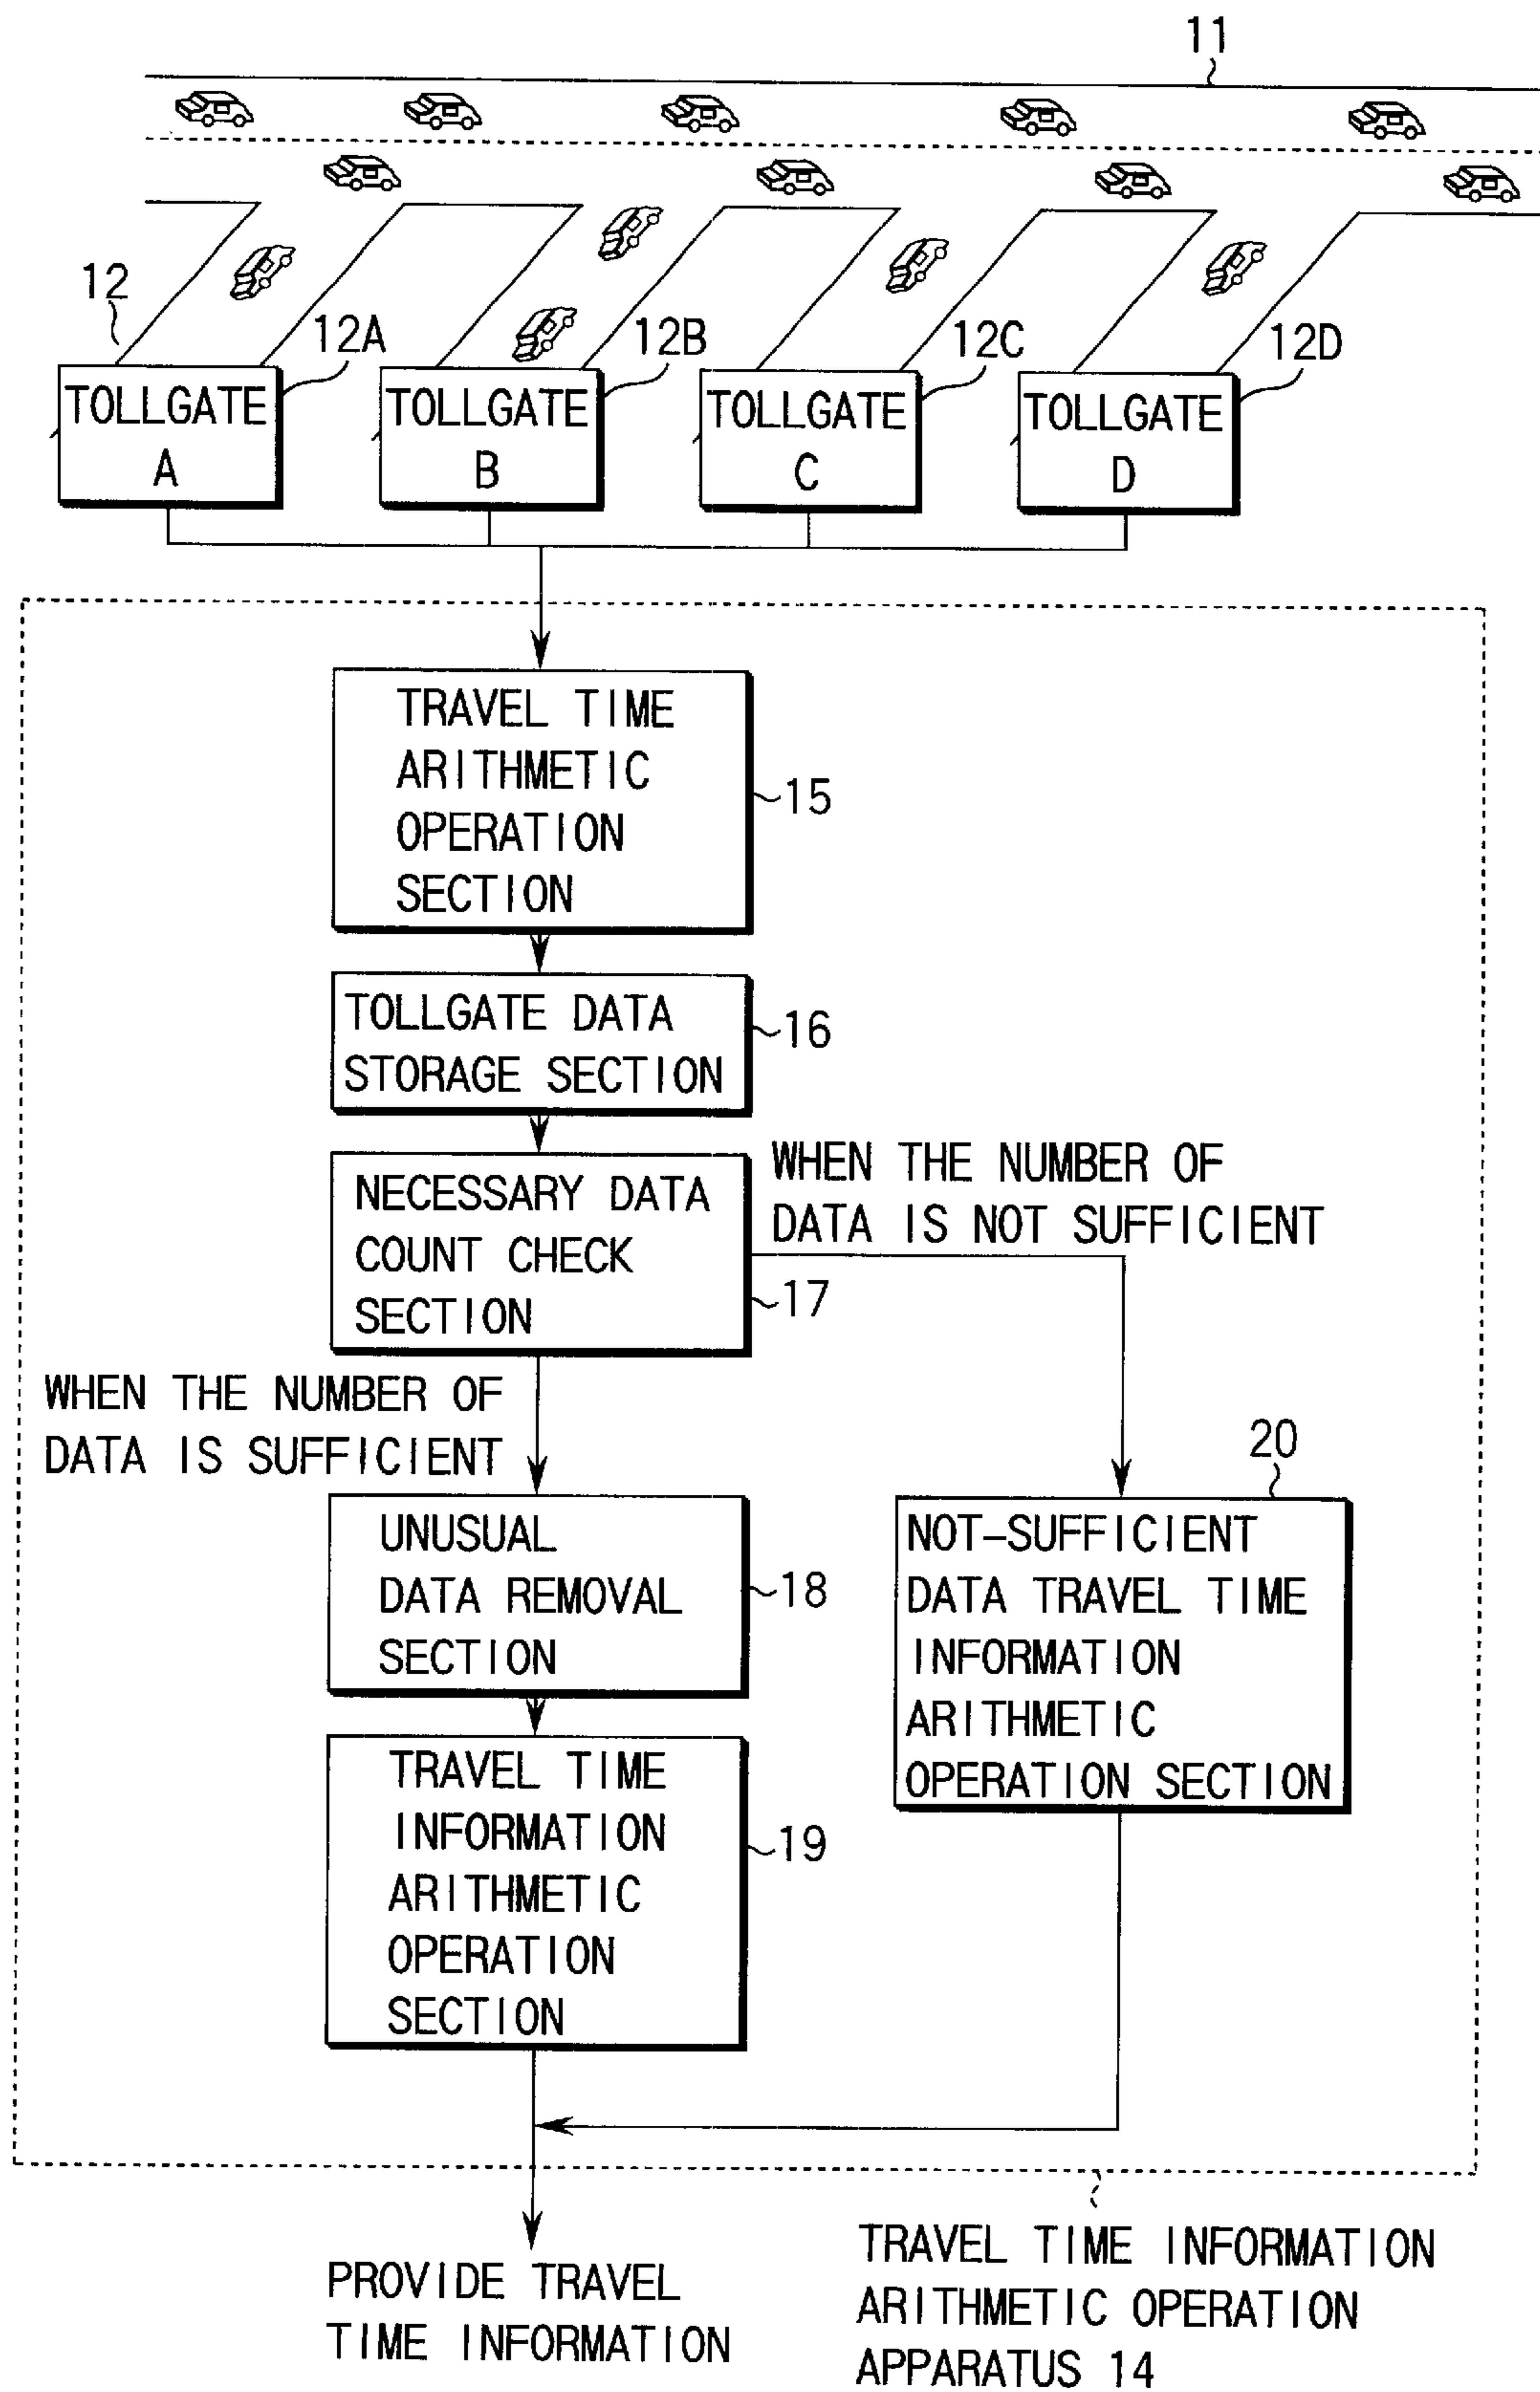 11
12
12A
12B
12C
12D
TOLLGATE
A
TOLLGATE
B
TOLLGATE
C
TOLLGATE
D
TRAVEL TIME
ARITHMETIC
OPERATION
SECTION
15
TOLLGATE DATA
STORAGE SECTION
16
NECESSARY DATA
COUNT CHECK
SECTION
17
WHEN THE NUMBER OF
DATA IS NOT SUFFICIENT
WHEN THE NUMBER OF
DATA IS SUFFICIENT
UNUSUAL
DATA REMOVAL
SECTION
18
20
NOT-SUFFICIENT
DATA TRAVEL TIME
INFORMATION
ARITHMETIC
OPERATION SECTION
TRAVEL TIME
INFORMATION
ARITHMETIC
OPERATION
SECTION
19
PROVIDE TRAVEL
TIME INFORMATION
TRAVEL TIME INFORMATION
ARITHMETIC OPERATION
APPARATUS 14